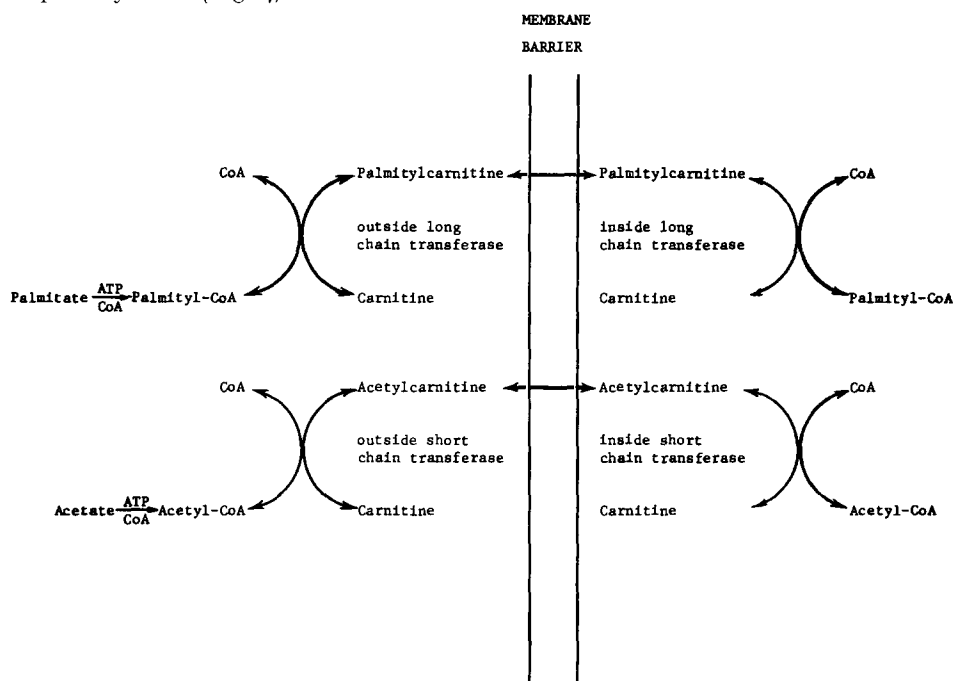 MEMBRANE
BARRIER
CoA Palmitylcarnitine Palmitylcarnitine CoA
outside long inside long
chain transferase chain transferase
Palmitate ATP CoA Palmityl-CoA Carnitine Carnitine Palmityl-CoA
CoA Acetylcarnitine Acetylcarnitine CoA
outside short inside short
chain transferase chain transferase
Acetate ATP CoA Acetyl-CoA Carnitine Carnitine Acetyl-CoA